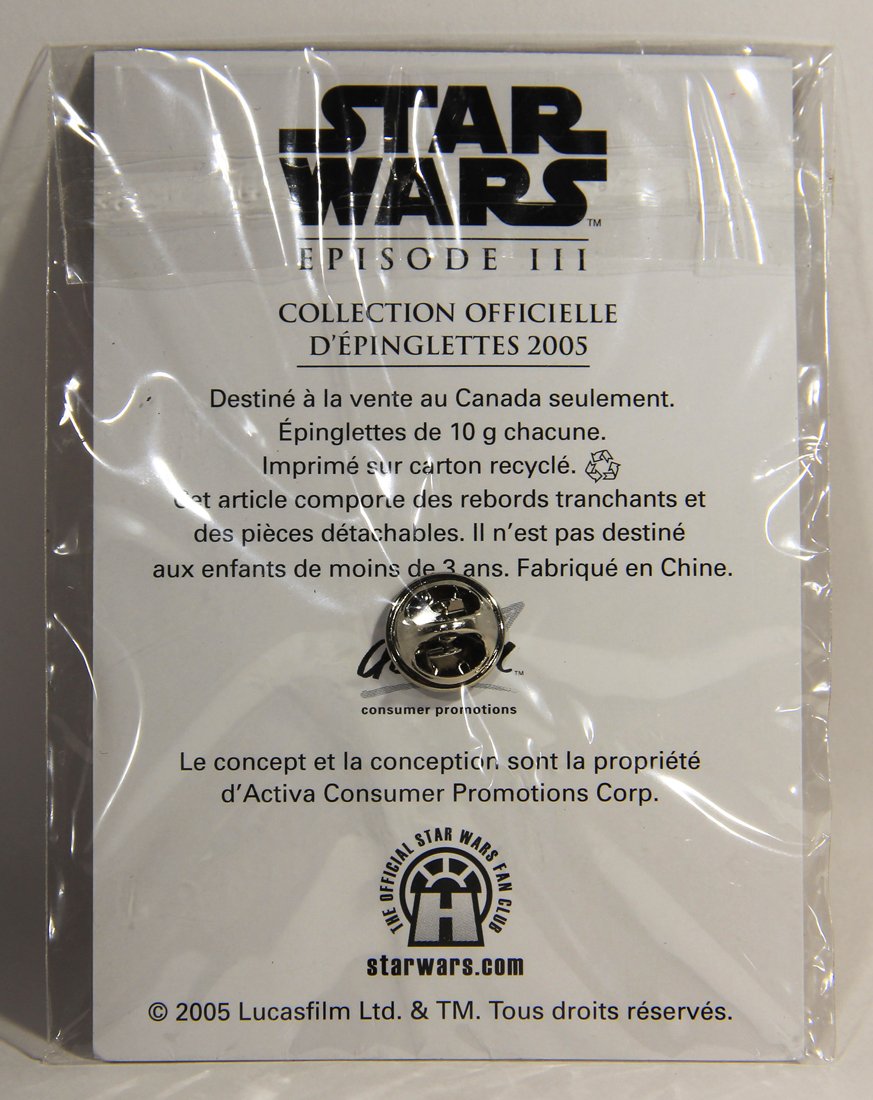 STAR
WARS™
EPISODE III
COLLECTION OFFICIELLE
D'ÉPINGLETTES 2005
Destiné à la vente au Canada seulement.
Épinglettes de 10 g chacune.
Imprimé sur carton recyclé.
Cet article comporte des rebords tranchants et
des pièces détachables. Il n'est pas destiné
aux enfants de moins de 3 ans. Fabriqué en Chine.
™
consumer promotions
Le concept et la conception sont la propriété
d'Activa Consumer Promotions Corp.
THE OFFICIAL STAR WARS FAN CLUB
starwars.com
© 2005 Lucasfilm Ltd. & TM. Tous droits réservés.